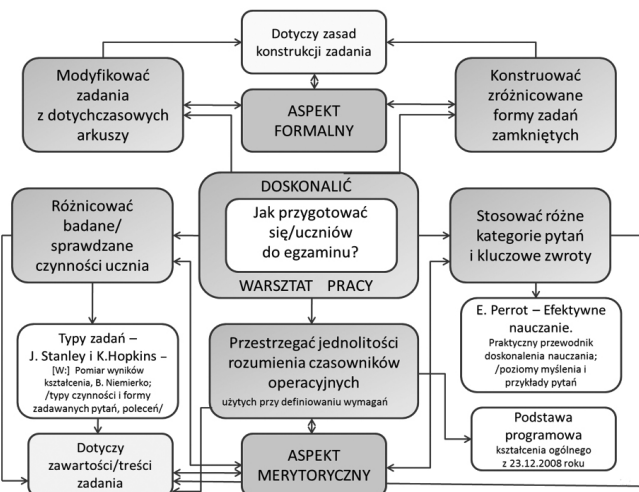 Dotyczy zasad
konstrukcji zadania
Modyfikować
zadania
z dotychczasowych
arkuszy
ASPEKT
FORMALNY
Konstruować
zróżnicowane
formy zadań
zamkniętych
DOSKONALIĆ
Jak przygotować
się/uczniów
do egzaminu?
WARSZTAT PRACY
Różnicować
badane/
sprawdzane
czynności ucznia
Stosować różne
kategorie pytań
i kluczowe zwroty
Typy zadań –
J. Stanley i K.Hopkins –
[W:] Pomiar wyników
kształcenia, B. Niemierko;
/typy czynności i formy
zadawanych pytań, poleceń/
Przestrzegać jednolitości
rozumienia czasowników
operacyjnych
użytych przy definiowaniu wymagań
E. Perrot – Efektywne
nauczanie.
Praktyczny przewodnik
doskonalenia nauczania;
/poziomy myślenia i
przykłady pytań
Podstawa
programowa
kształcenia ogólnego
z 23.12.2008 roku
Dotyczy
zawartości/treści
zadania
ASPEKT
MERYTORYCZNY